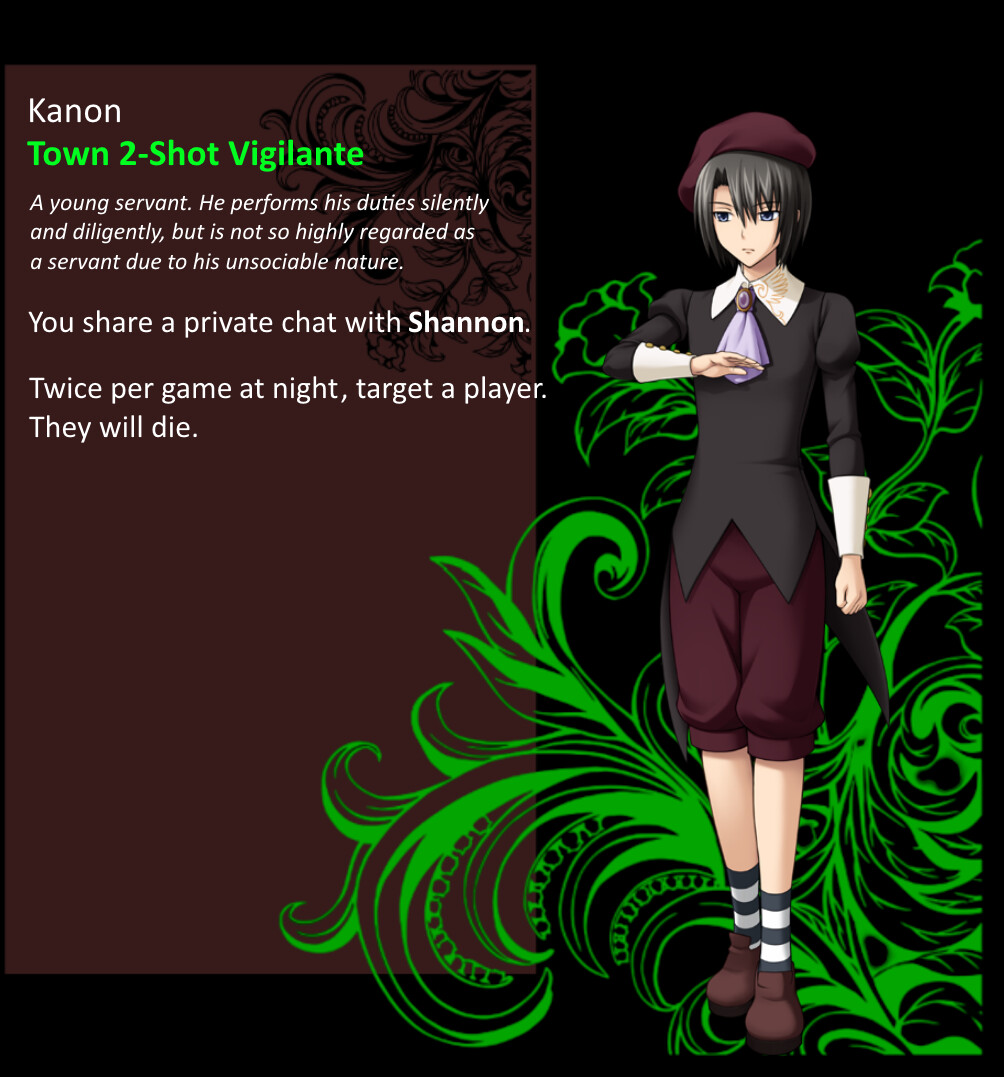 Kanon
Town 2-Shot Vigilante
A young servant. He performs his duties silently
and diligently, but is not so highly regarded as
a servant due to his unsociable nature.
You share a private chat with Shannon.
Twice per game at night, target a player.
They will die.